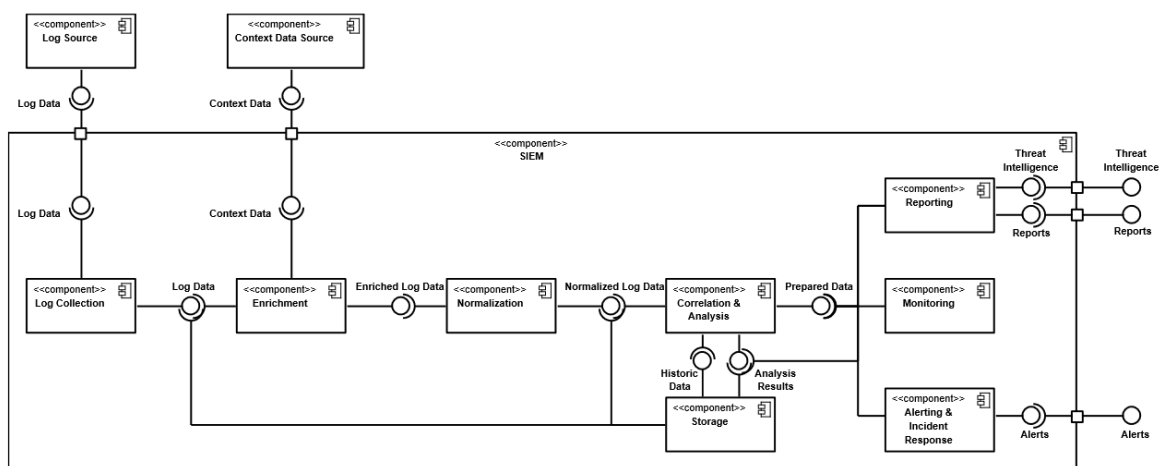 <<component>>
Log Source
<<component>>
Context Data Source
Log Data
Context Data
<<component>>
SIEM
Threat
Intelligence
Threat
Intelligence
<<component>>
Reporting
Reports
Reports
Log Data
Context Data
<<component>>
Log Collection
Log Data
<<component>>
Enrichment
Enriched Log Data
<<component>>
Normalization
Normalized Log Data
<<component>>
Correlation &
Analysis
Prepared Data
<<component>>
Monitoring
Historic
Data
Analysis
Results
<<component>>
Storage
<<component>>
Alerting &
Incident
Response
Alerts
Alerts